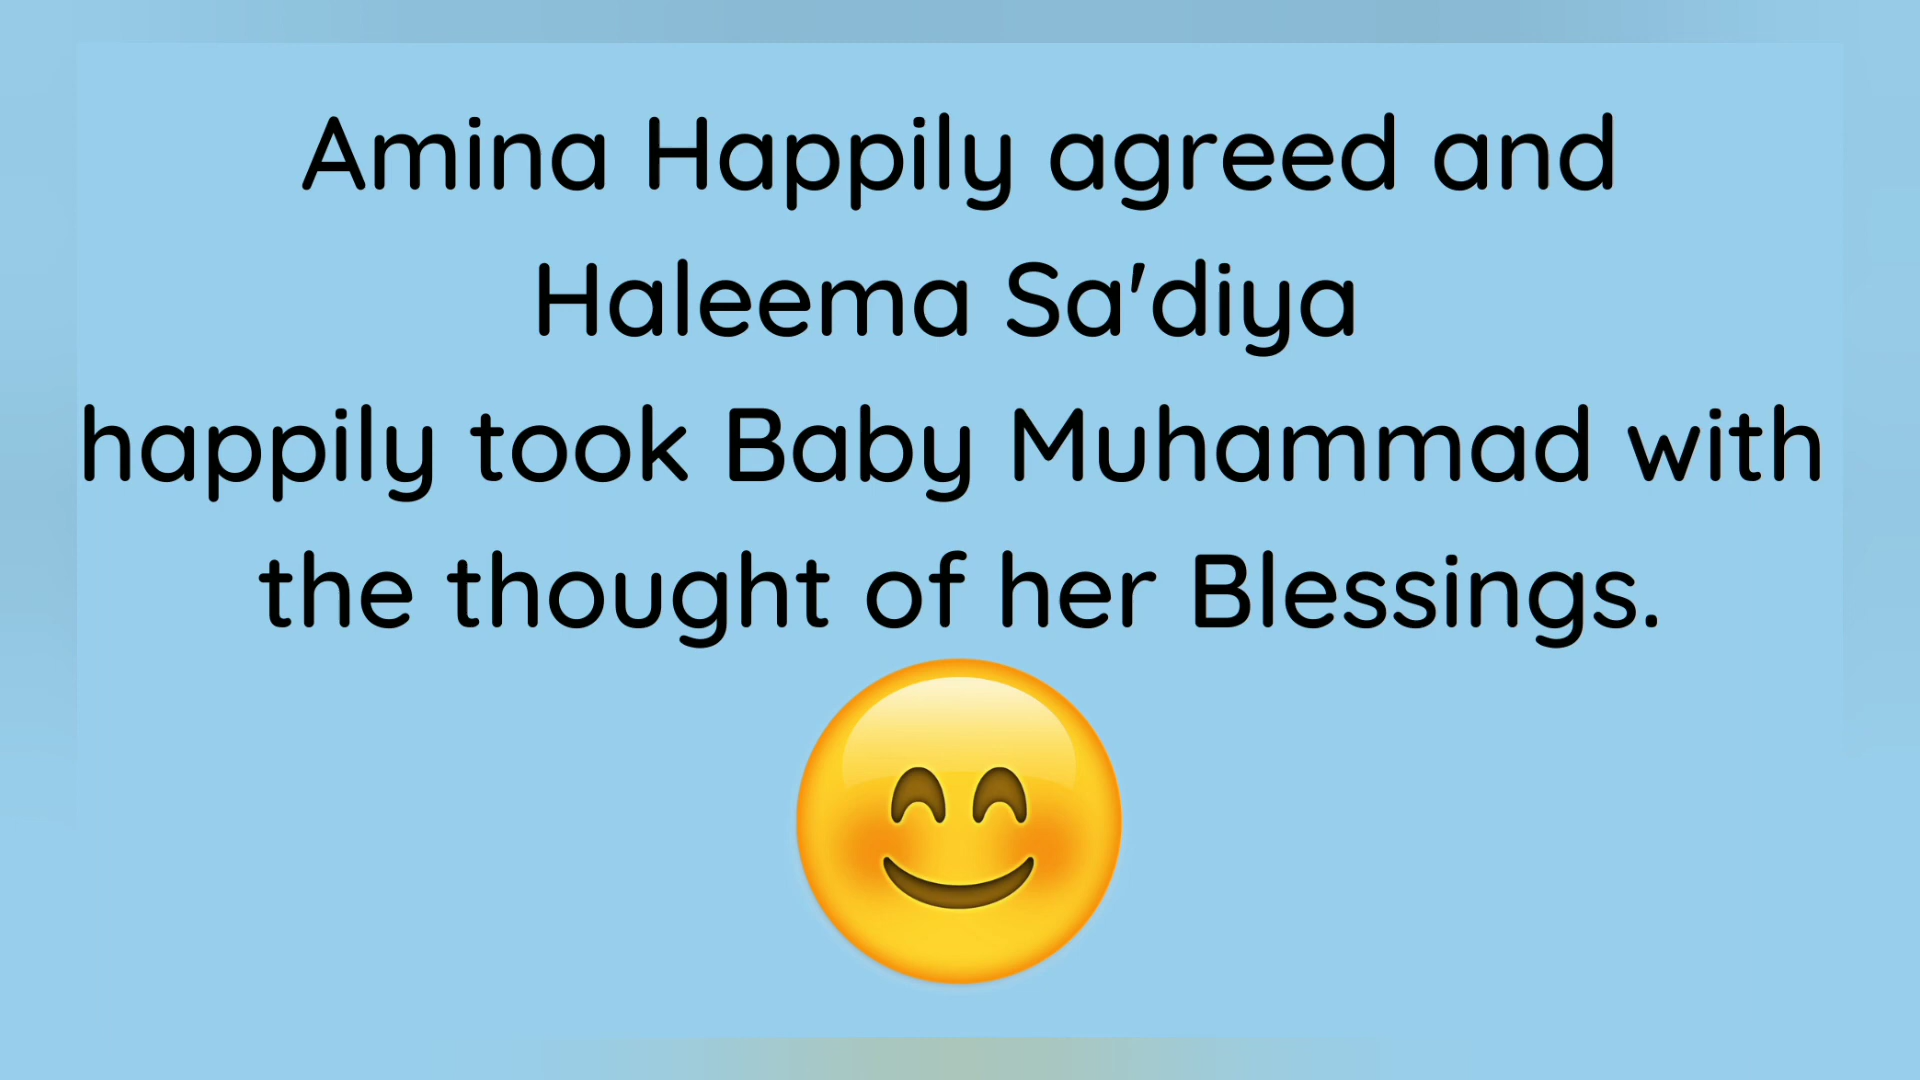 Amina Happily agreed and
Haleema Sa'diya
happily took Baby Muhammad with
the thought of her Blessings.